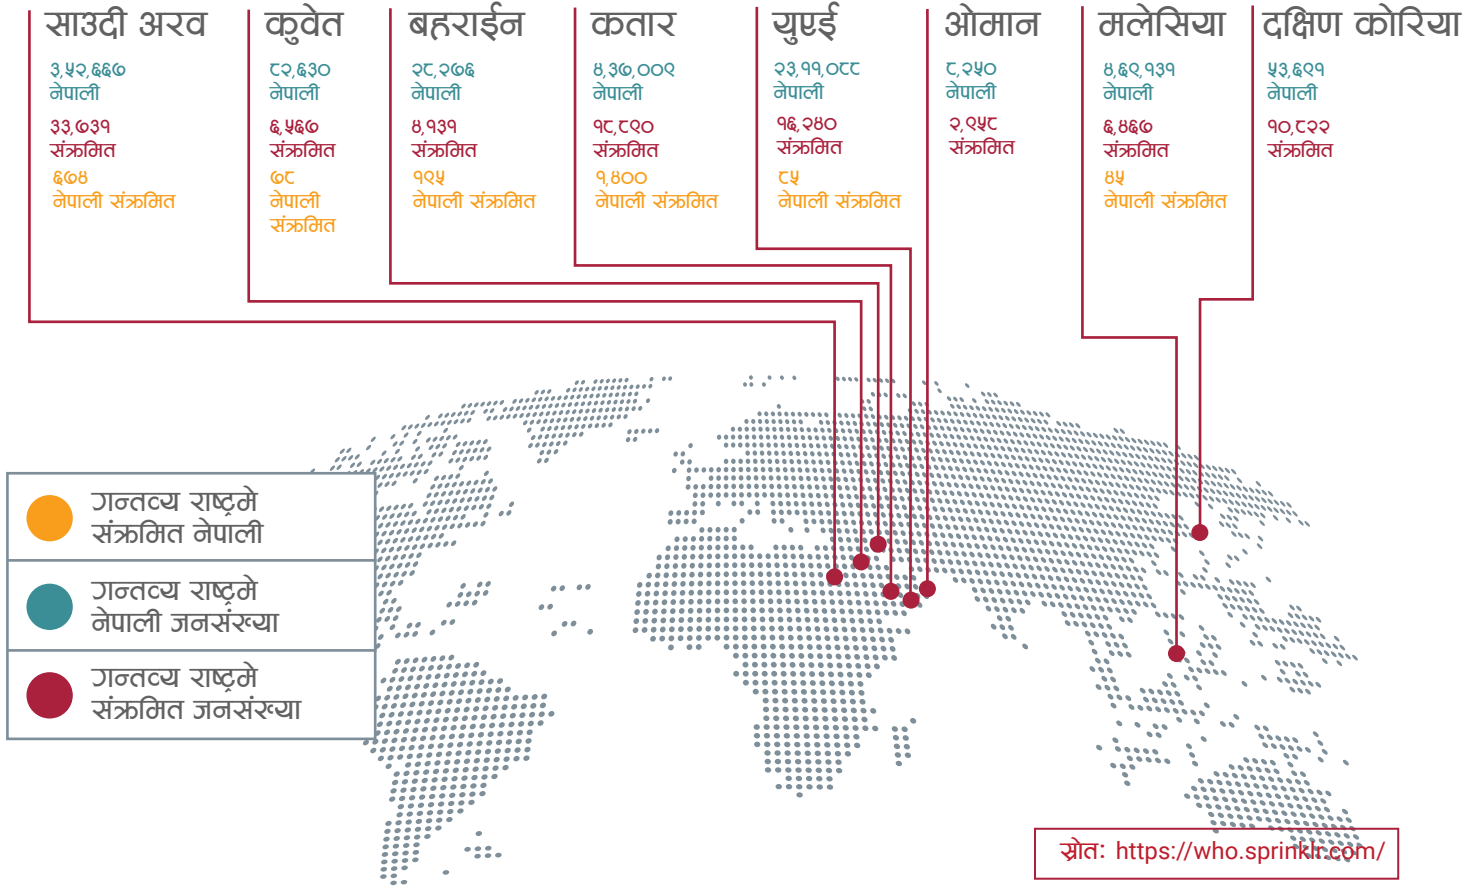 साउदी अरव
३,५२,६६७
नेपाली
३३,७३१
संक्रमित
६७४
नेपाली संक्रमित
कुवेत
८२,६३०
नेपाली
६,५६७
संक्रमित
७८
नेपाली
संक्रमित
बहराईन
२८,२७६
नेपाली
४,१३१
संक्रमित
१९५
नेपाली संक्रमित
कतार
४,३७,००९
नेपाली
१८,८९०
संक्रमित
१,४००
नेपाली संक्रमित
युएई
२३,११,०८८
नेपाली
१६,२४०
संक्रमित
८५
नेपाली संक्रमित
ओमान
८,२५०
नेपाली
२,९५८
संक्रमित
मलेसिया
४,६९,१३१
नेपाली
६,४६७
संक्रमित
४५
नेपाली संक्रमित
दक्षिण कोरिया
५३,६९१
नेपाली
१०,८२२
संक्रमित
गन्तव्य राष्ट्रमे
संक्रमित नेपाली
गन्तव्य राष्ट्रमे
नेपाली जनसंख्या
गन्तव्य राष्ट्रमे
संक्रमित जनसंख्या
स्रोतः https://who.sprinklr.com/